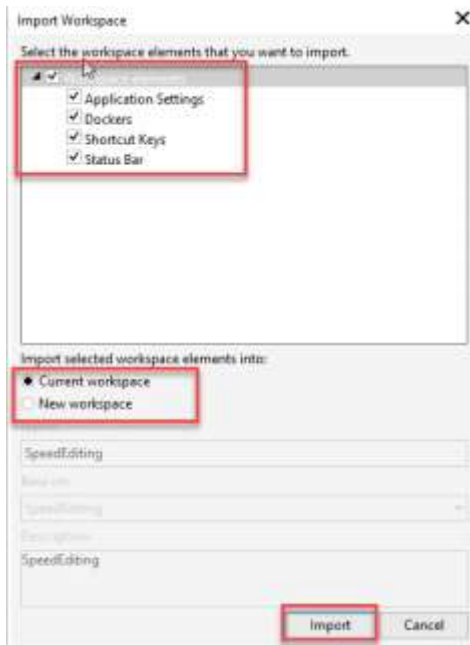 Import Workspace
Select the workspace elements that you want to import.
Application Settings
Dockers
Shortcut Keys
Status Bar
Import selected workspace elements into:
Current workspace
New workspace
SpeedEditing
SpeedEditing
SpeedEditing
Import
Cancel